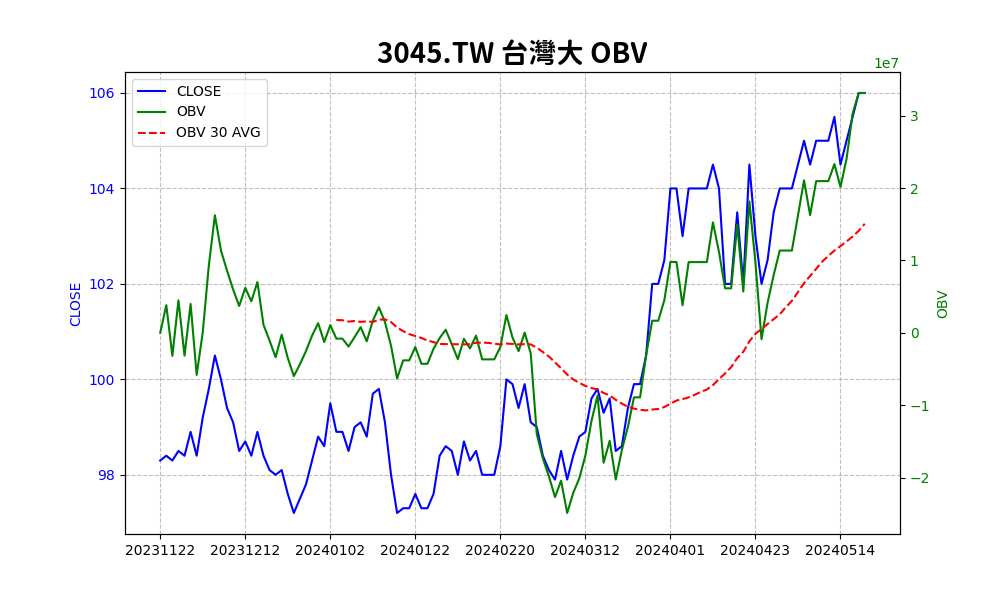 3045.TW 台灣大 OBV
1e7
CLOSE
OBV
OBV 30 AVG
106
104
102
100
98
CLOSE
3
2
1
0
−1
−2
OBV
20231122 20231212 20240102 20240122 20240220 20240312 20240401 20240423 20240514